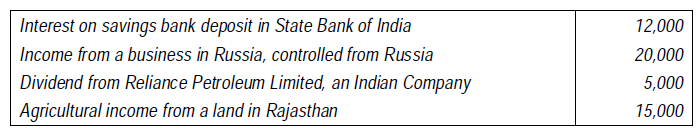 Interest on savings bank deposit in State Bank of India 12,000
Income from a business in Russia, controlled from Russia 20,000
Dividend from Reliance Petroleum Limited, an Indian Company 5,000
Agricultural income from a land in Rajasthan 15,000